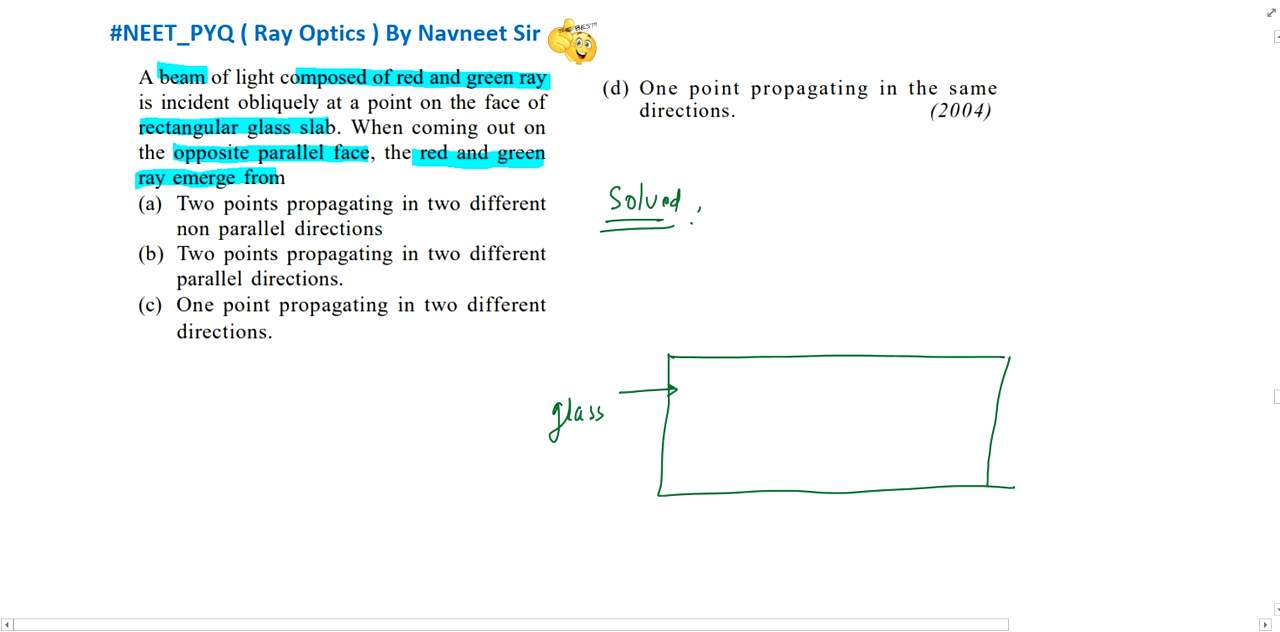 #NEET_PYQ ( Ray Optics ) By Navneet Sir
THE BEST!!
A beam of light composed of red and green ray
is incident obliquely at a point on the face of
rectangular glass slab. When coming out on
the opposite parallel face, the red and green
ray emerge from
(a) Two points propagating in two different
non parallel directions
(b) Two points propagating in two different
parallel directions.
(c) One point propagating in two different
directions.
(d) One point propagating in the same
directions. (2004)
Solved,
glass